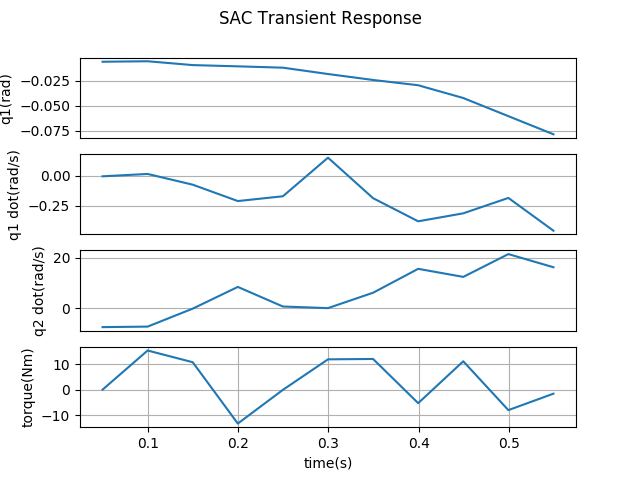 SAC Transient Response
q1(rad)
−0.025
−0.050
−0.075
q1 dot(rad/s)
0.00
−0.25
q2 dot(rad/s)
20
0
torque(Nm)
10
0
−10
0.1 0.2 0.3 0.4 0.5
time(s)